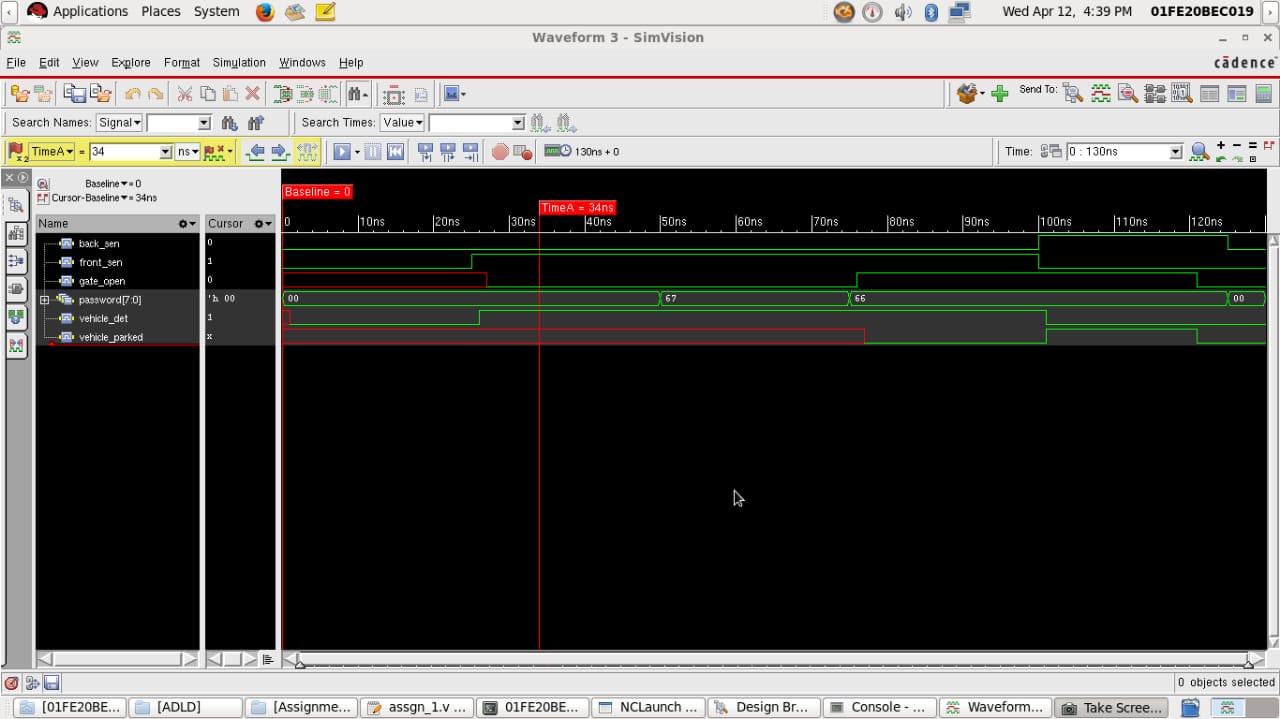 Applications Places System Wed Apr 12, 4:39 PM 01FE20BEC019
Waveform 3 - SimVision
File Edit View Explore Format Simulation Windows Help cādence
Send To:
Search Names: Signal Search Times: Value
TimeA = 34 ns 130ns + 0 Time: 0 : 130ns
Baseline = 0
Cursor-Baseline = 34ns
Baseline = 0
TimeA = 34ns
Name Cursor 0 10ns 20ns 30ns 40ns 50ns 60ns 70ns 80ns 90ns 100ns 110ns 120ns
back_sen 0
front_sen 1
gate_open 0
password[7:0] 'h 00 00 67 66 00
vehicle_det 1
vehicle_parked x
0 objects selected
[01FE20BE... [ADLD] [Assignme... assgn_1.v ... 01FE20BE... NCLaunch ... Design Br... Console - ... Waveform... Take Scree...